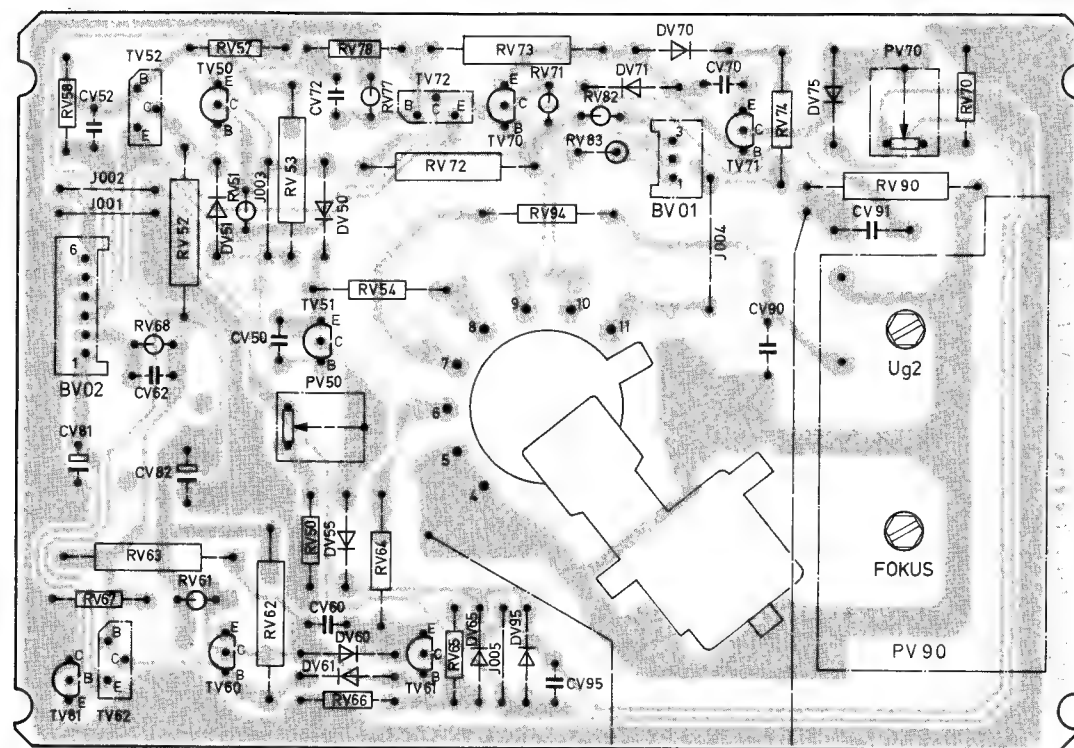 TV52
RV57
TV50
RV78
RV73
DV70
PV70
RV58
CV52
B
C
E
E
C
B
CV72
RV77
TV72
B
C
E
E
C
B
TV70
RV71
DV71
RV82
RV83
CV70
E
C
B
TV71
RV74
DV75
RV70
J002
J001
RV52
DV51
RV51
J003
RV53
DV50
RV72
3
1
BV01
RV94
J004
RV90
CV91
6
1
BV02
RV68
CV62
RV54
TV51
E
C
B
CV50
PV50
9
10
8
11
7
6
5
4
CV90
Ug2
CV81
CV82
RV50
DV55
RV64
FOKUS
RV63
RV61
RV67
RV62
CV60
DV60
DV61
RV66
E
C
B
TV61
RV65
DV65
J005
DV95
CV95
PV90
B
C
E
TV62
C
B
E
TV81
E
C
B
TV60